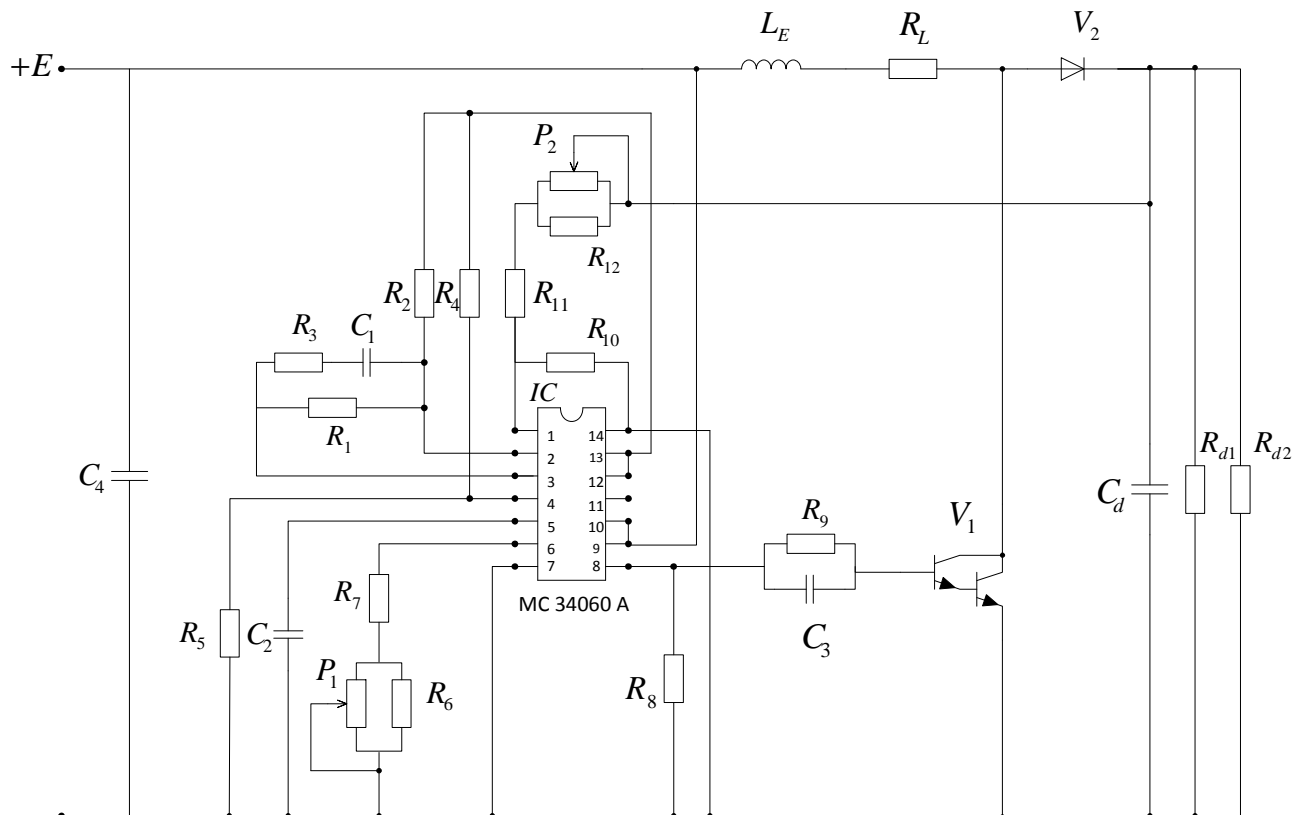 L_E
R_L
V_2
+E
P_2
R_12
R_2
R_4
R_11
R_3
C_1
R_10
IC
R_1
1 14
2 13
3 12
4 11
5 10
6 9
7 8
MC 34060 A
C_4
R_d1
R_d2
C_d
R_9
V_1
R_7
C_3
R_5
C_2
P_1
R_6
R_8